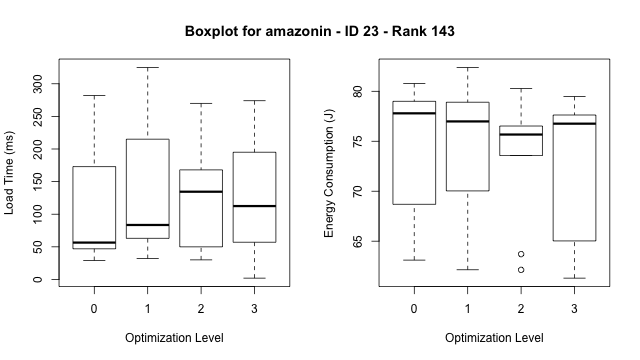 Boxplot for amazonin - ID 23 - Rank 143
Load Time (ms)
300
250
200
150
100
50
0
0 1 2 3
Optimization Level
Energy Consumption (J)
80
75
70
65
0 1 2 3
Optimization Level